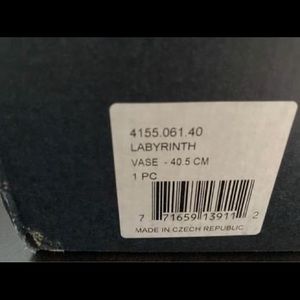 4155.061.40
LABYRINTH
VASE - 40.5 CM
1 PC
7 71659 13911 2
MADE IN CZECH REPUBLIC